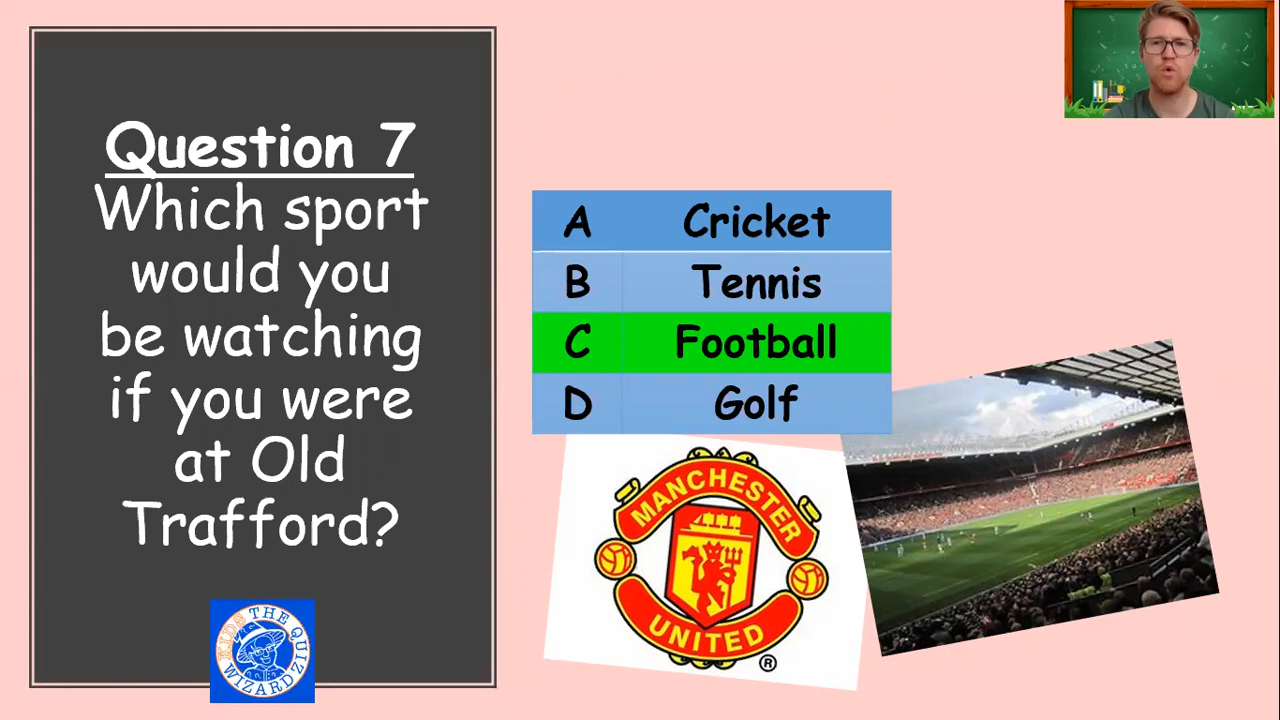 Question 7
Which sport
would you
be watching
if you were
at Old
Trafford?
A Cricket
B Tennis
C Football
D Golf
MANCHESTER
UNITED
®
KIDS THE QUIZ WIZARD